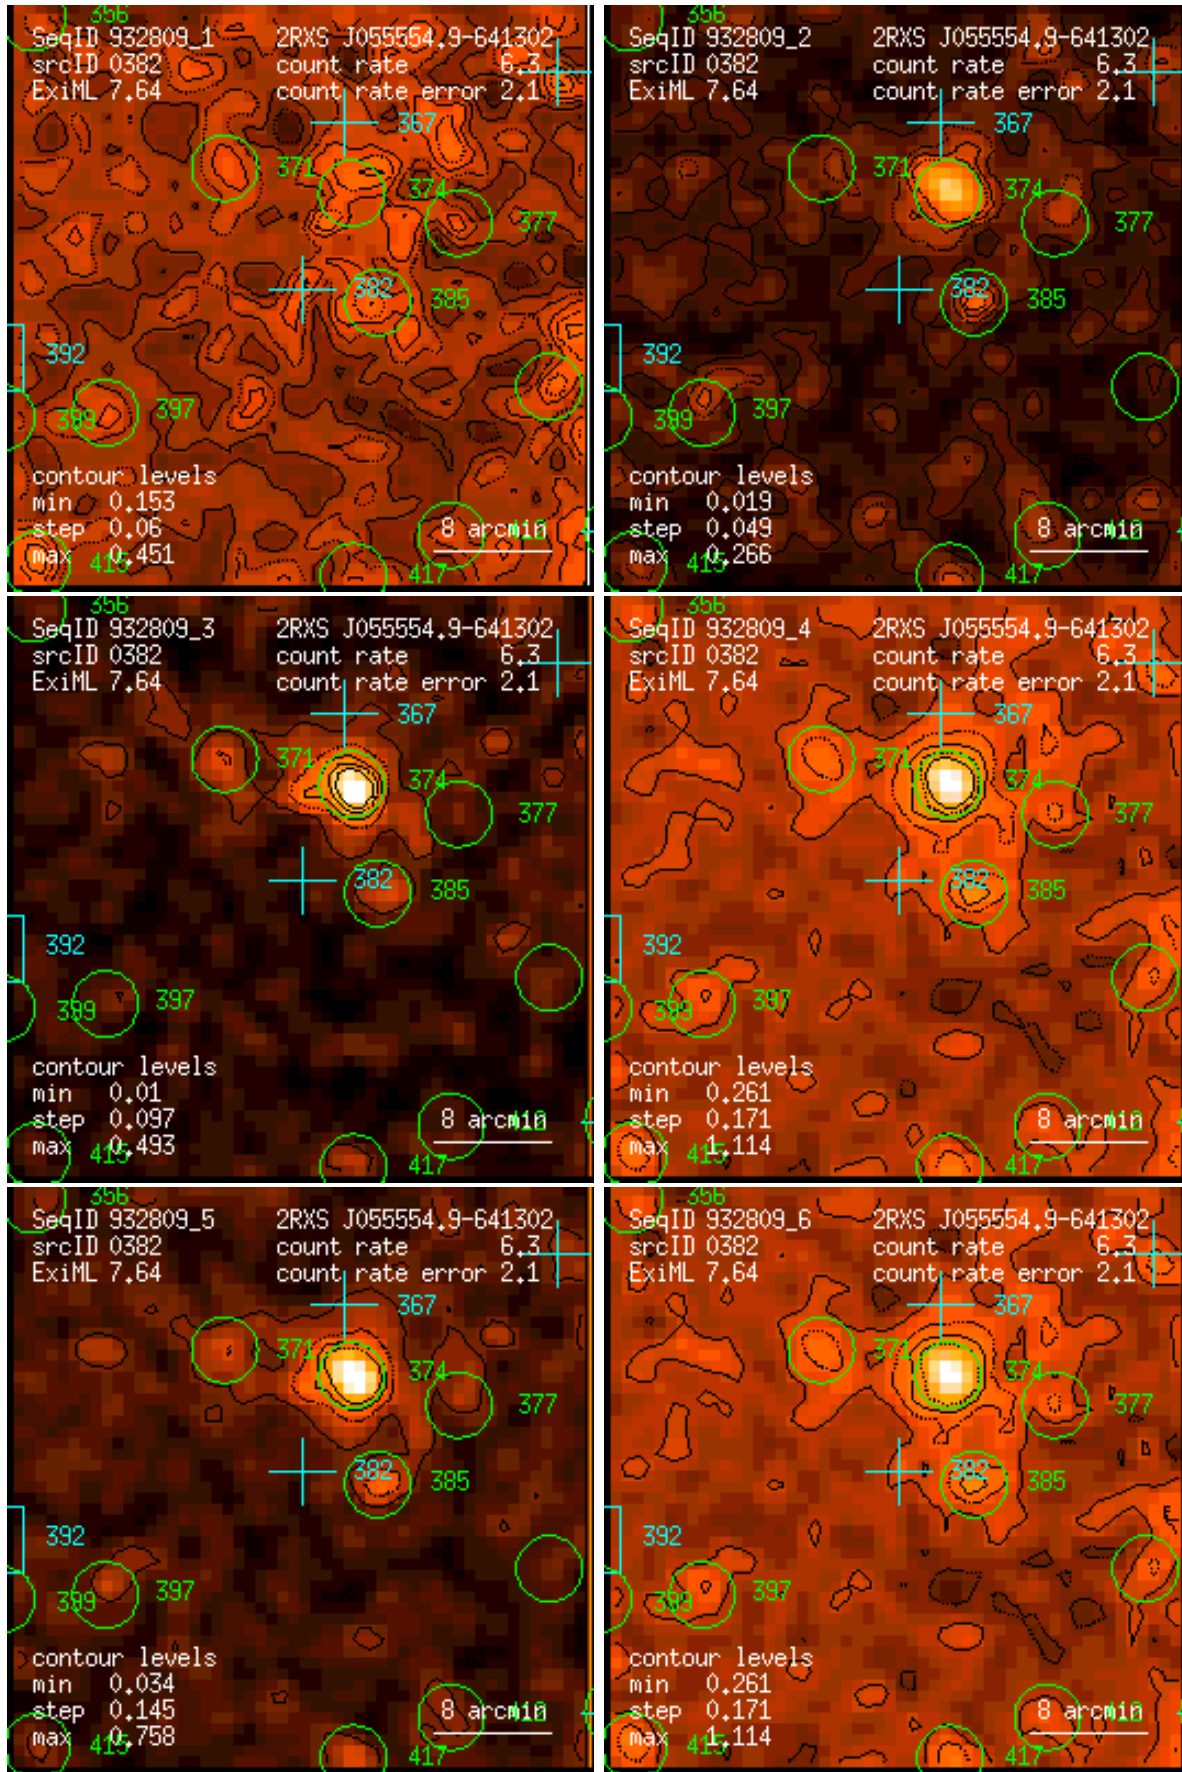 356
SeqID 932809_1 2RXS J055554.9-641302
srcID 0382 count rate 6.3
ExiML 7.64 count rate error 2.1
367
371
374
377
382
385
392
399 397
contour levels
min 0.153
step 0.06
max 0.451
8 arcmin
415
417
356
SeqID 932809_2 2RXS J055554.9-641302
srcID 0382 count rate 6.3
ExiML 7.64 count rate error 2.1
367
371
374
377
382
385
392
399 397
contour levels
min 0.019
step 0.049
max 0.266
8 arcmin
415
417
356
SeqID 932809_3 2RXS J055554.9-641302
srcID 0382 count rate 6.3
ExiML 7.64 count rate error 2.1
367
371
374
377
382
385
392
399 397
contour levels
min 0.01
step 0.097
max 0.493
8 arcmin
415
417
356
SeqID 932809_4 2RXS J055554.9-641302
srcID 0382 count rate 6.3
ExiML 7.64 count rate error 2.1
367
371
374
377
382
385
392
399 397
contour levels
min 0.261
step 0.171
max 1.114
8 arcmin
415
417
356
SeqID 932809_5 2RXS J055554.9-641302
srcID 0382 count rate 6.3
ExiML 7.64 count rate error 2.1
367
371
374
377
382
385
392
399 397
contour levels
min 0.034
step 0.145
max 0.758
8 arcmin
415
417
356
SeqID 932809_6 2RXS J055554.9-641302
srcID 0382 count rate 6.3
ExiML 7.64 count rate error 2.1
367
371
374
377
382
385
392
399 397
contour levels
min 0.261
step 0.171
max 1.114
8 arcmin
415
417